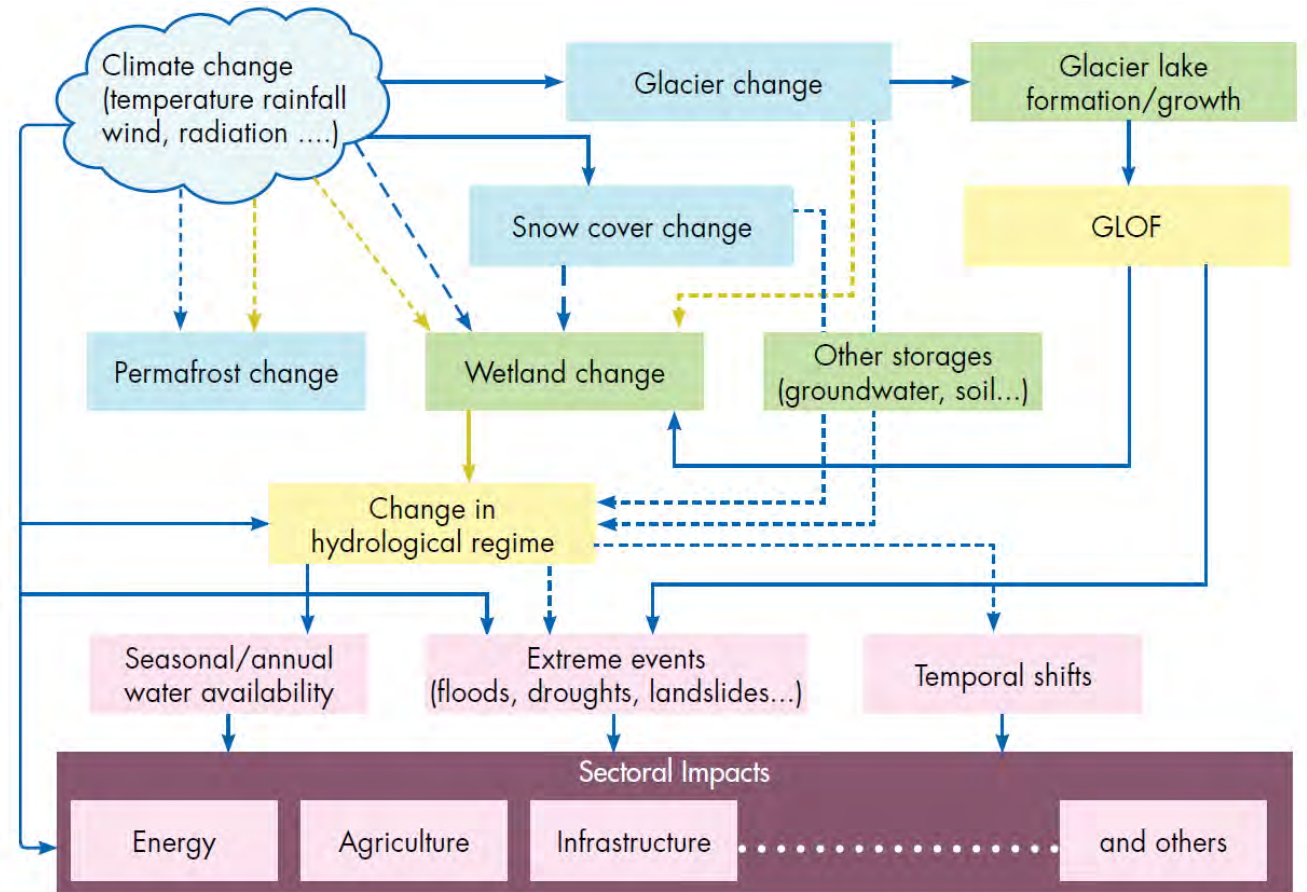 Climate change
(temperature rainfall
wind, radiation ....)
Glacier change
Glacier lake
formation/growth
Snow cover change
GLOF
Permafrost change
Wetland change
Other storages
(groundwater, soil...)
Change in
hydrological regime
Seasonal/annual
water availability
Extreme events
(floods, droughts, landslides...)
Temporal shifts
Sectoral Impacts
Energy
Agriculture
Infrastructure
and others